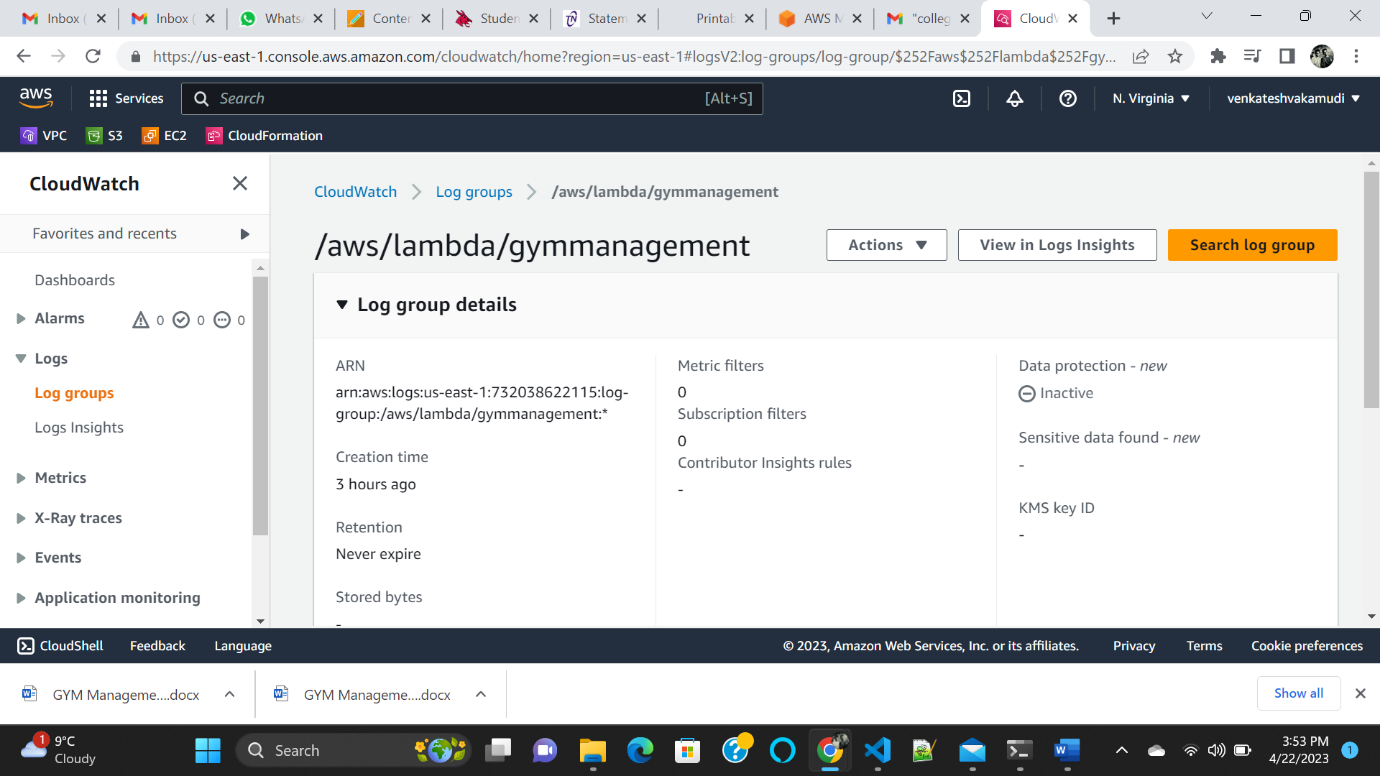 Inbox (
Inbox (
Whats
Conter
Studen
Statem
Printab
AWS M
"colleg
CloudV
https://us-east-1.console.aws.amazon.com/cloudwatch/home?region=us-east-1#logsV2:log-groups/log-group/$252Faws$252Flambda$252Fgy...
aws
Services
Search
[Alt+S]
N. Virginia
venkateshvakamudi
VPC
S3
EC2
CloudFormation
CloudWatch
Favorites and recents
Dashboards
Alarms 0 0 0
Logs
Log groups
Logs Insights
Metrics
X-Ray traces
Events
Application monitoring
CloudWatch
Log groups
/aws/lambda/gymmanagement
/aws/lambda/gymmanagement
Actions
View in Logs Insights
Search log group
Log group details
ARN
arn:aws:logs:us-east-1:732038622115:log-
group:/aws/lambda/gymmanagement:*
Creation time
3 hours ago
Retention
Never expire
Stored bytes
-
Metric filters
0
Subscription filters
0
Contributor Insights rules
-
Data protection - new
Inactive
Sensitive data found - new
-
KMS key ID
-
CloudShell
Feedback
Language
© 2023, Amazon Web Services, Inc. or its affiliates.
Privacy
Terms
Cookie preferences
GYM Manageme....docx
GYM Manageme....docx
Show all
1
9°C
Cloudy
Search
3:53 PM
4/22/2023
1